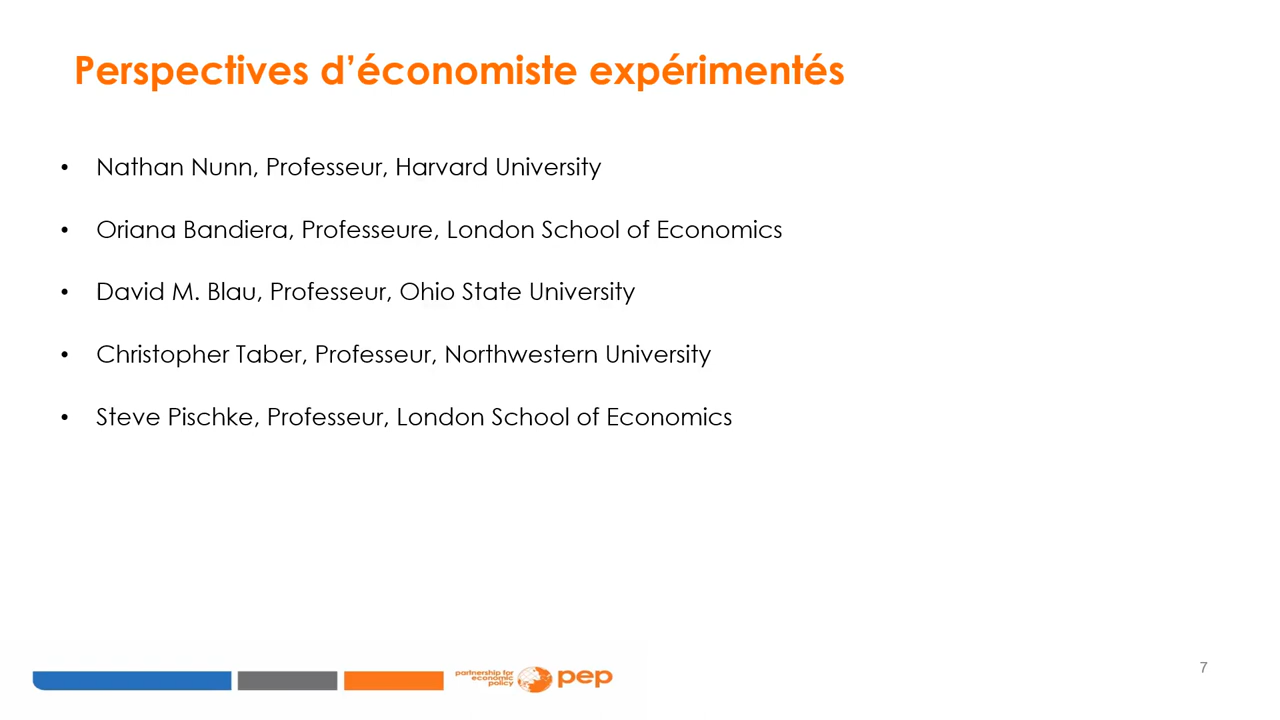 Perspectives d’économiste expérimentés
• Nathan Nunn, Professeur, Harvard University
• Oriana Bandiera, Professeure, London School of Economics
• David M. Blau, Professeur, Ohio State University
• Christopher Taber, Professeur, Northwestern University
• Steve Pischke, Professeur, London School of Economics
partnership for
economic
policy
pep
7